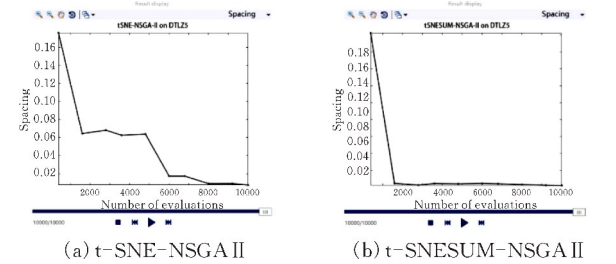 Result display
Spacing
tSNE-NSGA-II on DTLZ5
0.16
0.14
0.12
0.10
0.08
0.06
0.04
0.02
Spacing
2000 4000 6000 8000 10000
Number of evaluations
10000/10000
(a) t-SNE-NSGA II
Result display
Spacing
tSNESUM-NSGA-II on DTLZ5
0.18
0.16
0.14
0.12
0.10
0.08
0.06
0.04
0.02
Spacing
2000 4000 6000 8000 10000
Number of evaluations
10000/10000
(b) t-SNESUM-NSGA II